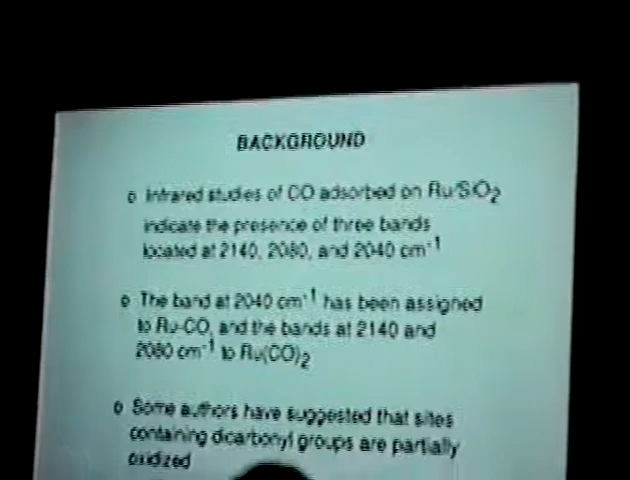 BACKGROUND
o Infrared studies of CO adsorbed on Ru/SiO₂
indicate the presence of three bands
located at 2140, 2080, and 2040 cm⁻¹
o The band at 2040 cm⁻¹ has been assigned
to Ru-CO, and the bands at 2140 and
2080 cm⁻¹ to Ru(CO)₂
o Some authors have suggested that sites
containing dicarbonyl groups are partially
oxidized